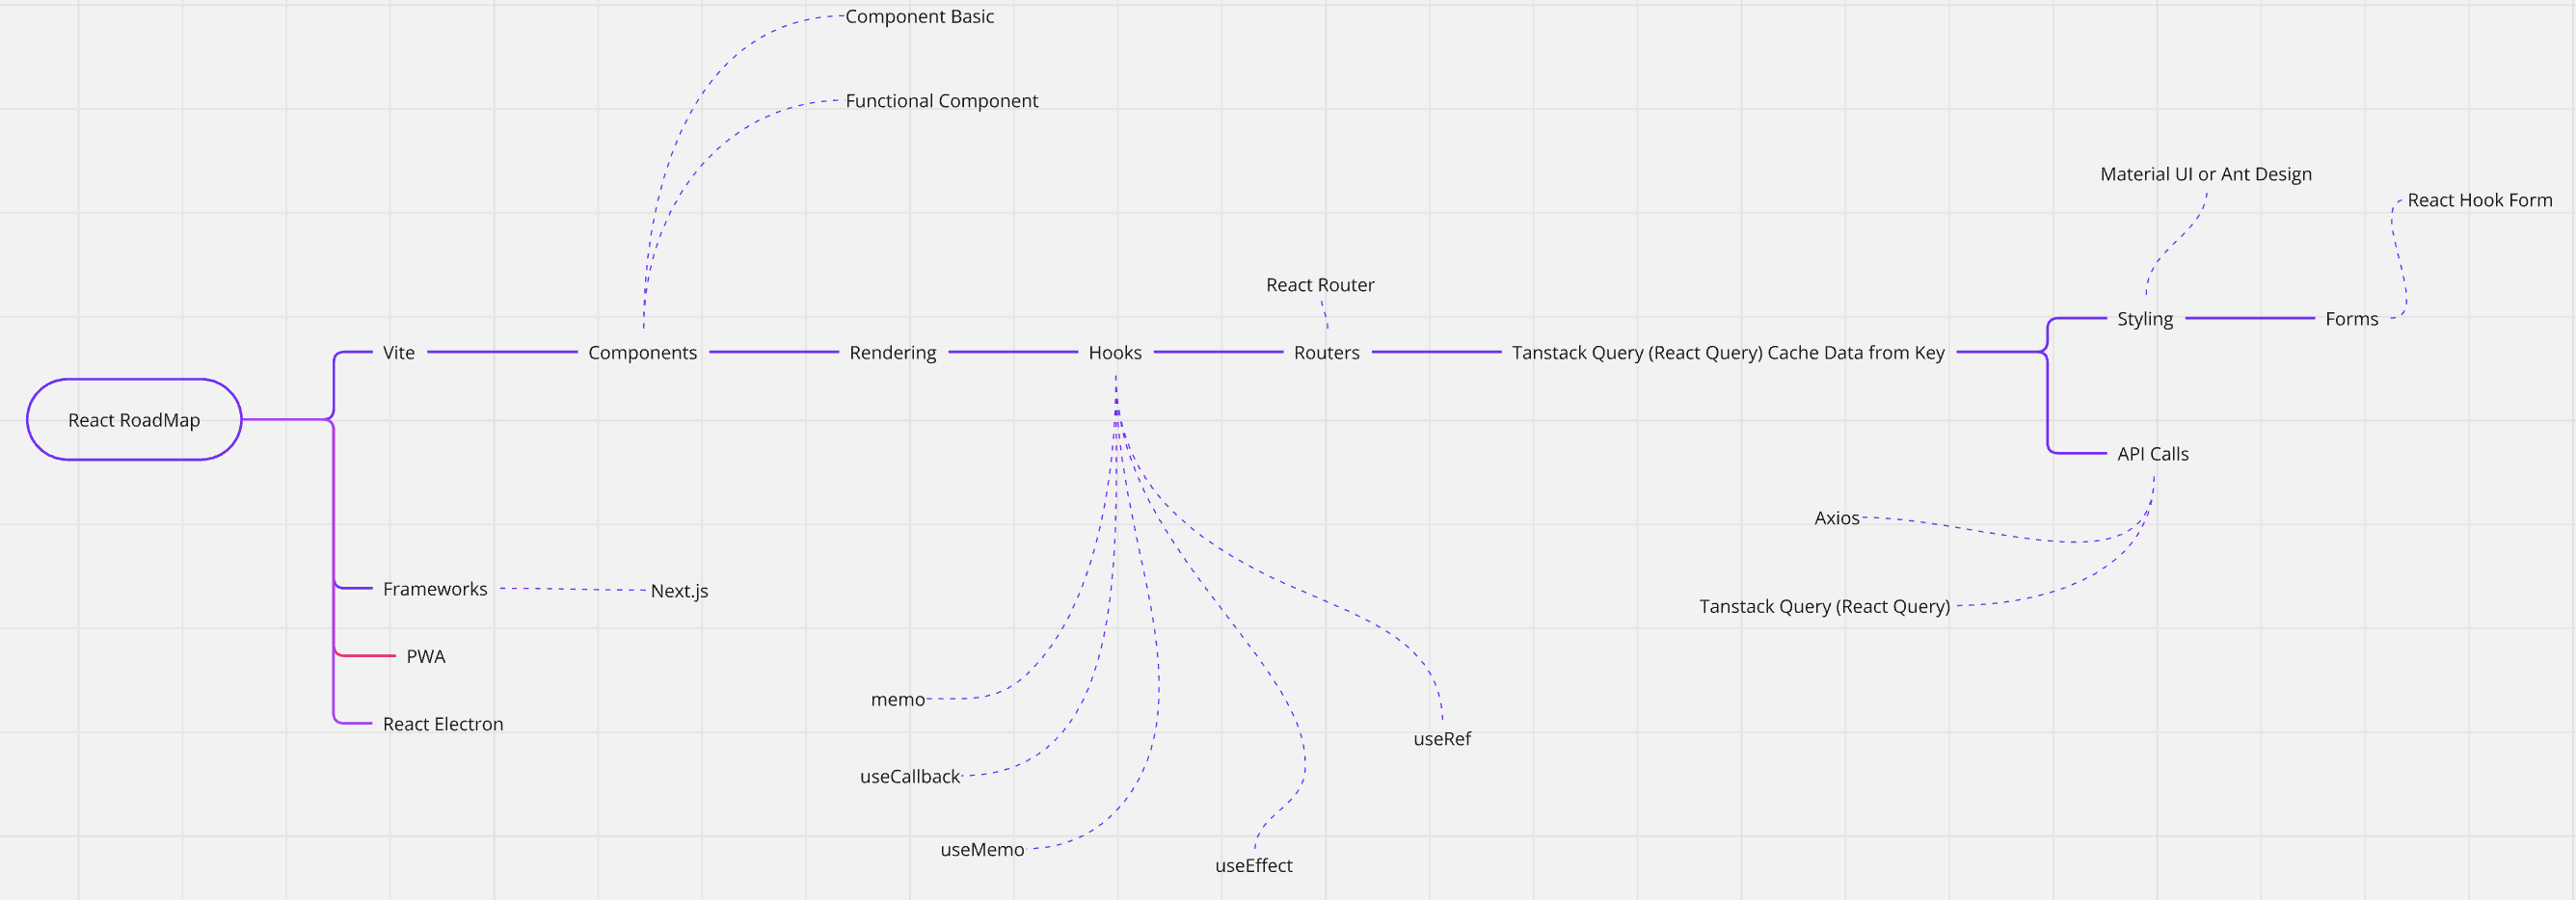 Component Basic
Functional Component
Material UI or Ant Design
React Hook Form
React Router
Styling
Forms
Vite
Components
Rendering
Hooks
Routers
Tanstack Query (React Query) Cache Data from Key
React RoadMap
API Calls
Axios
Frameworks
Next.js
Tanstack Query (React Query)
PWA
memo
React Electron
useRef
useCallback
useMemo
useEffect